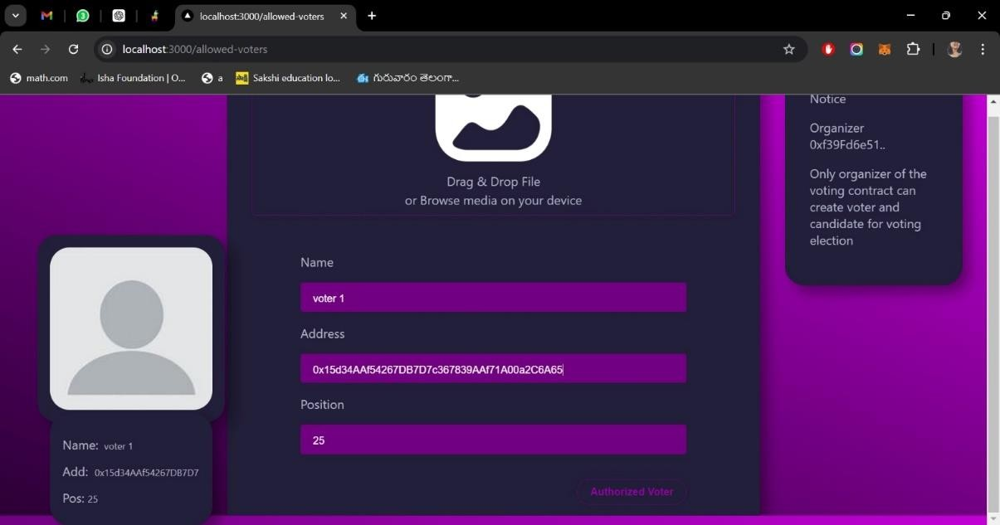 localhost:3000/allowed-voters
localhost:3000/allowed-voters
math.com
Isha Foundation | O...
a
Sakshi education lo...
గురువారం తెలంగా...
Drag & Drop File
or Browse media on your device
Name
voter 1
Address
0x15d34AAf54267DB7D7c367839AAf71A00a2C6A65
Position
25
Authorized Voter
Name: voter 1
Add: 0x15d34AAf54267DB7D7
Pos: 25
Notice
Organizer
0xf39Fd6e51..
Only organizer of the
voting contract can
create voter and
candidate for voting
election